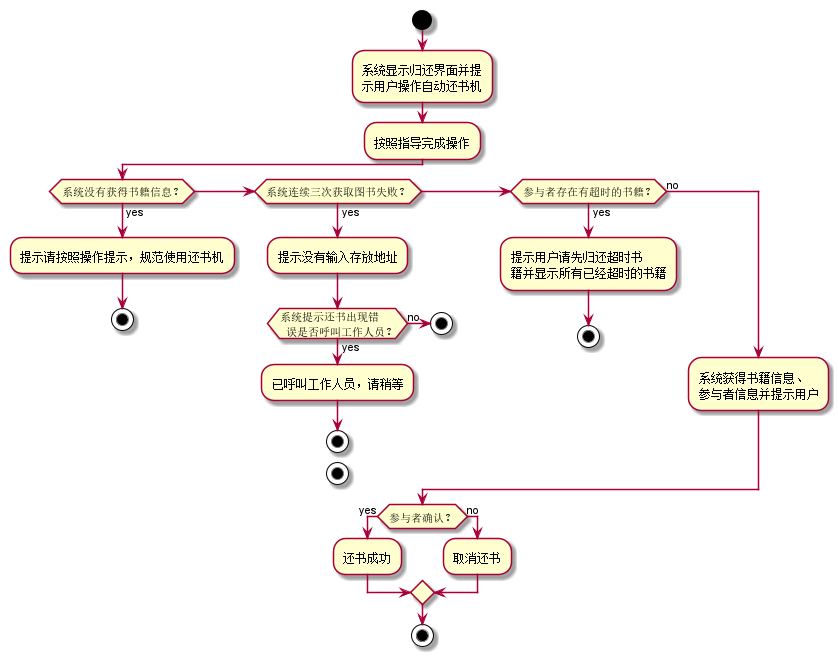 系统显示归还界面并提
示用户操作自动还书机
按照指导完成操作
系统没有获得书籍信息？
系统连续三次获取图书失败？
参与者存在有超时的书籍？
no
yes
yes
yes
提示请按照操作提示，规范使用还书机
提示没有输入存放地址
提示用户请先归还超时书
籍并显示所有已经超时的书籍
系统提示还书出现错
误是否呼叫工作人员？
no
yes
已呼叫工作人员，请稍等
系统获得书籍信息、
参与者信息并提示用户
yes
参与者确认？
no
还书成功
取消还书